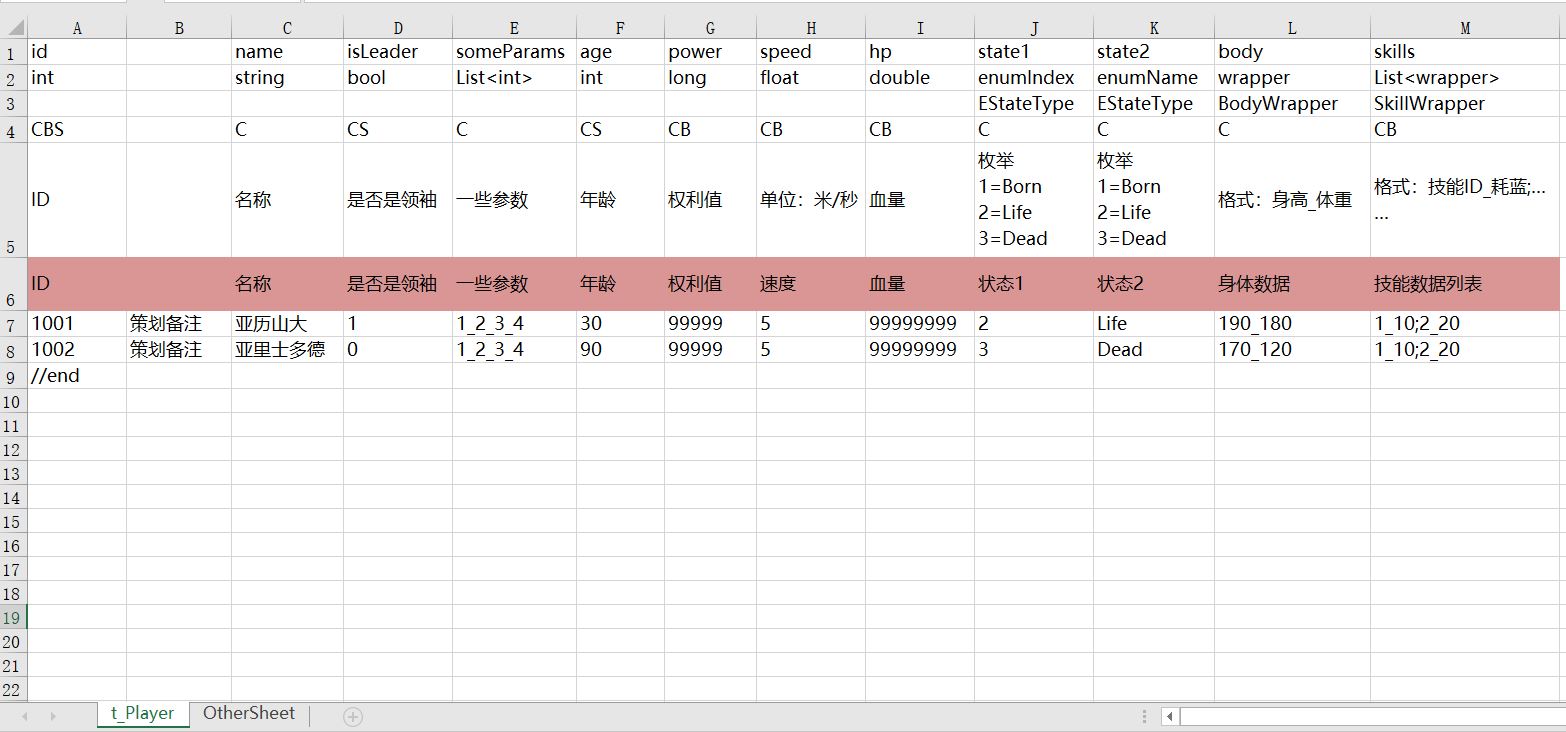 A B C D E F G H I J K L M
1 id name isLeader someParams age power speed hp state1 state2 body skills
2 int string bool List<int> int long float double enumIndex enumName wrapper List<wrapper>
3 EStateType EStateType BodyWrapper SkillWrapper
4 CBS C CS C CS CB CB CB C C C CB
枚举 枚举
1=Born 1=Born 格式：技能ID_耗蓝;...
ID 名称 是否是领袖 一些参数 年龄 权利值 单位：米/秒 血量 格式：身高_体重
2=Life 2=Life ...
5 3=Dead 3=Dead
6 ID 名称 是否是领袖 一些参数 年龄 权利值 速度 血量 状态1 状态2 身体数据 技能数据列表
7 1001 策划备注 亚历山大 1 1_2_3_4 30 99999 5 99999999 2 Life 190_180 1_10;2_20
8 1002 策划备注 亚里士多德 0 1_2_3_4 90 99999 5 99999999 3 Dead 170_120 1_10;2_20
9 //end
10
11
12
13
14
15
16
17
18
19
20
21
22
t_Player OtherSheet